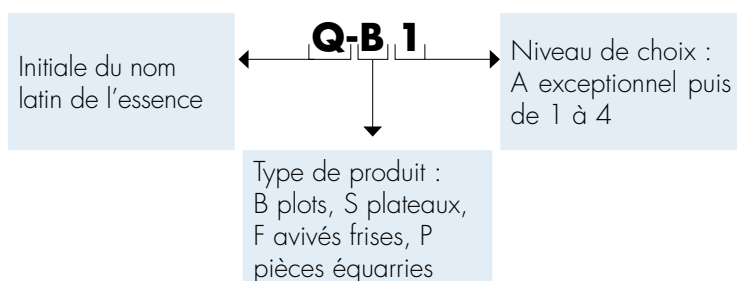 Q-B 1
Initiale du nom
latin de l’essence
Niveau de choix :
A exceptionnel puis
de 1 à 4
Type de produit :
B plots, S plateaux,
F avivés frises, P
pièces équarries